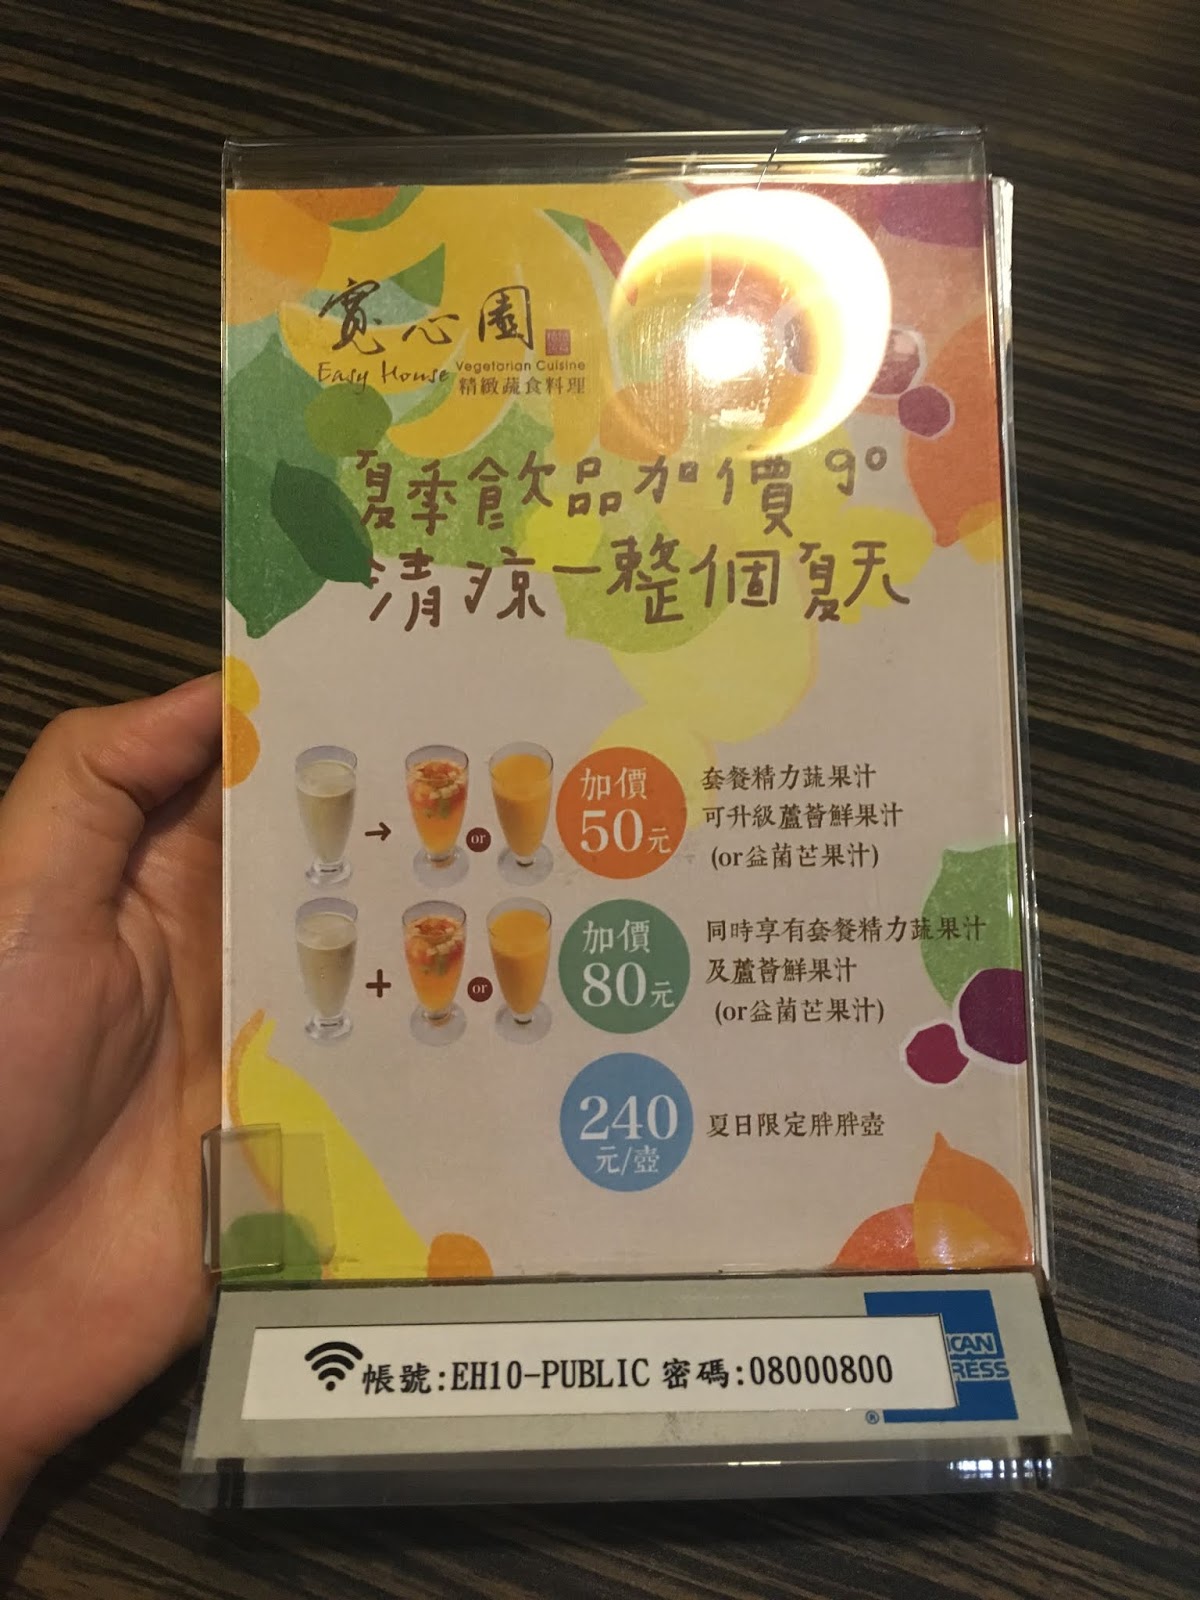 寬心園
Easy House Vegetarian Cuisine
精緻蔬食料理
夏季飲品加價go
清涼一整個夏天
or
加價
50元
套餐精力蔬果汁
可升級蘆薈鮮果汁
(or益菌芒果汁)
or
加價
80元
同時享有套餐精力蔬果汁
及蘆薈鮮果汁
(or益菌芒果汁)
240
元/壺
夏日限定胖胖壺
帳號:EH10-PUBLIC 密碼:08000800
ICAN
RESS
®